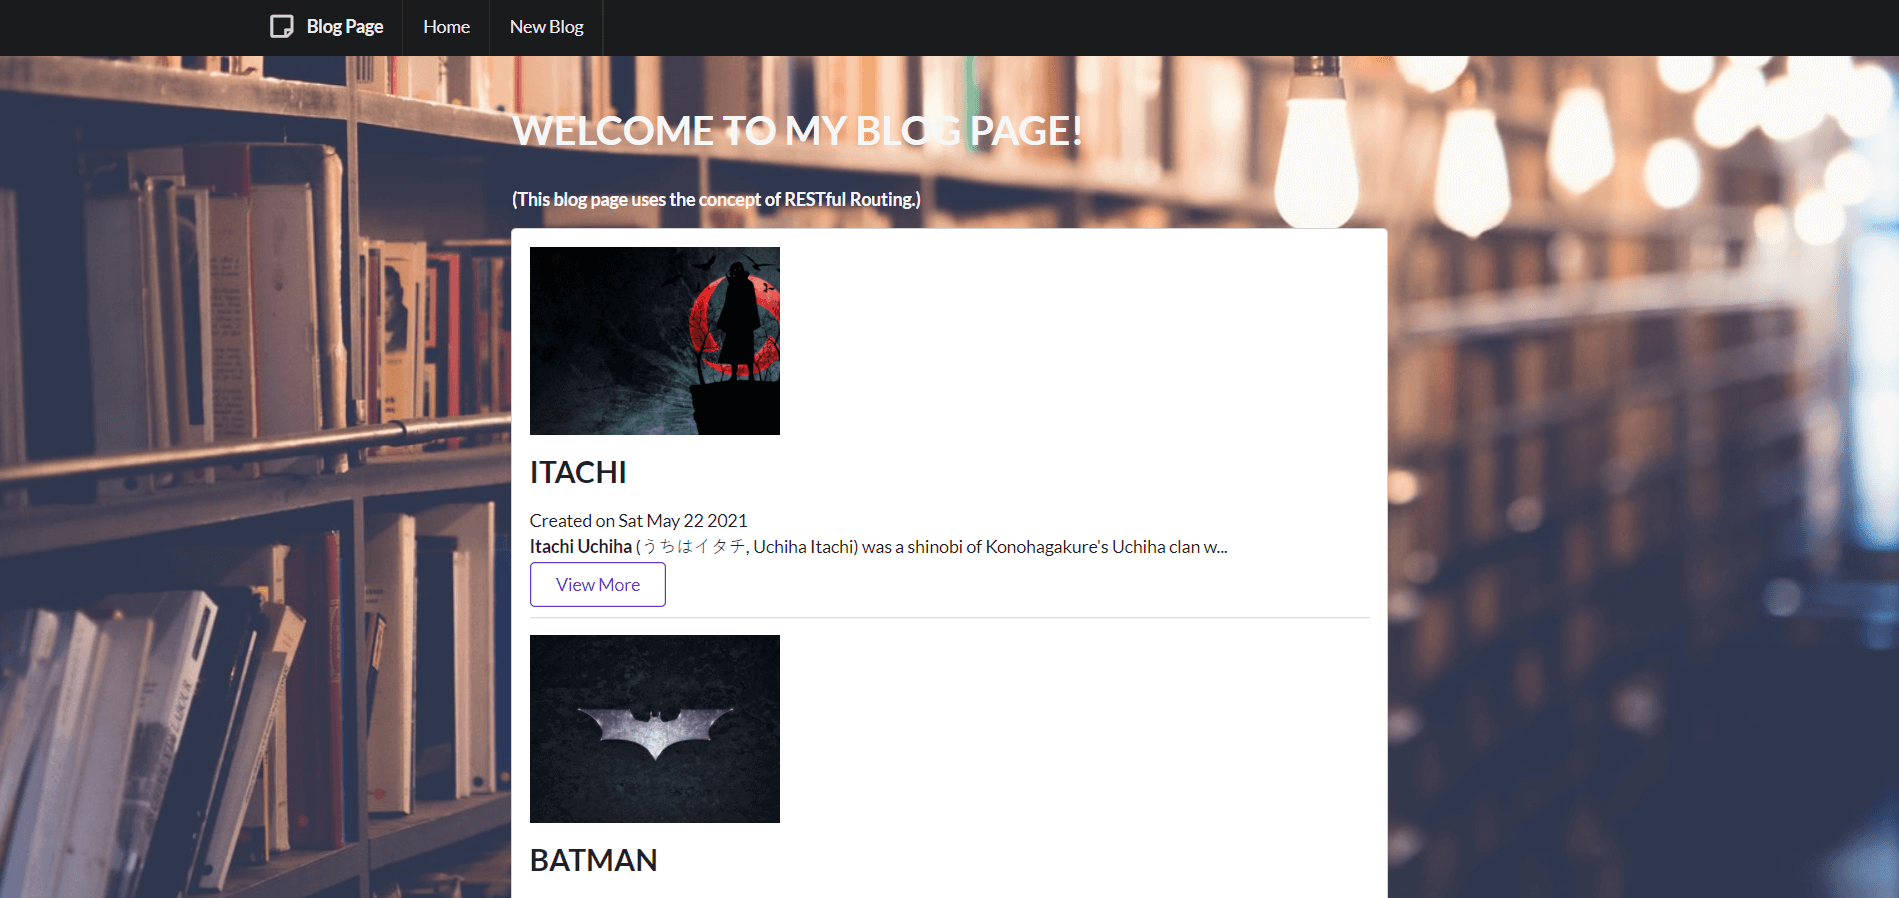 Blog Page
Home
New Blog
WELCOME TO MY BLOG PAGE!
(This blog page uses the concept of RESTful Routing.)
ITACHI
Created on Sat May 22 2021
Itachi Uchiha (うちはイタチ, Uchiha Itachi) was a shinobi of Konohagakure's Uchiha clan w...
View More
BATMAN